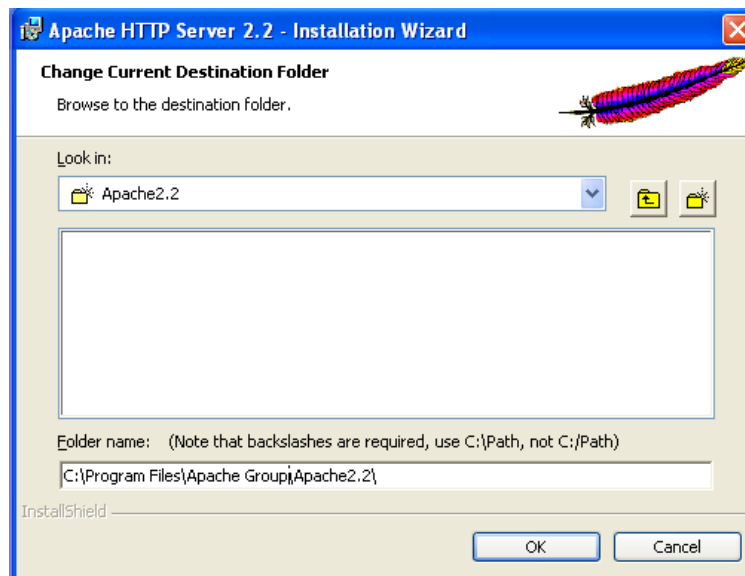 Apache HTTP Server 2.2 - Installation Wizard
Change Current Destination Folder
Browse to the destination folder.
Look in:
Apache2.2
Folder name: (Note that backslashes are required, use C:\Path, not C:/Path)
C:\Program Files\Apache Group\Apache2.2\
InstallShield
OK Cancel